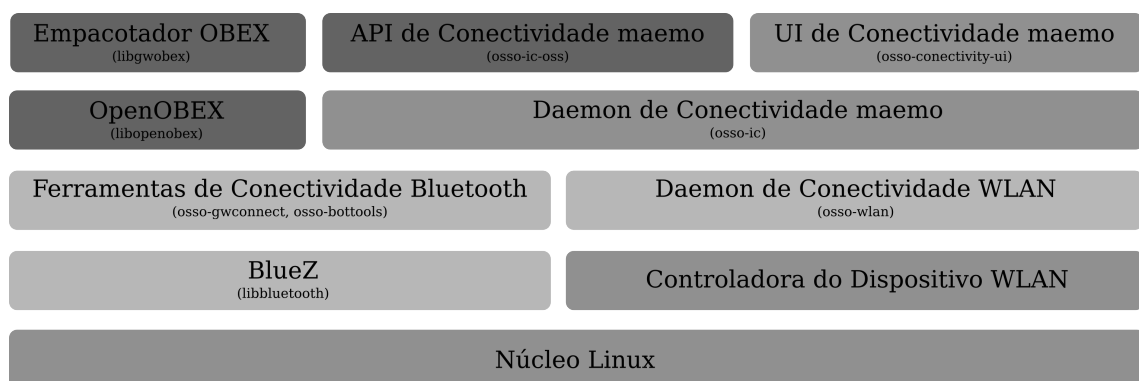 Empacotador OBEX
(libgwobex)
API de Conectividade maemo
(osso-ic-oss)
UI de Conectividade maemo
(osso-conectivity-ui)
OpenOBEX
(libopenobex)
Daemon de Conectividade maemo
(osso-ic)
Ferramentas de Conectividade Bluetooth
(osso-gwconnect, osso-bottools)
Daemon de Conectividade WLAN
(osso-wlan)
BlueZ
(libbluetooth)
Controladora do Dispositivo WLAN
Núcleo Linux